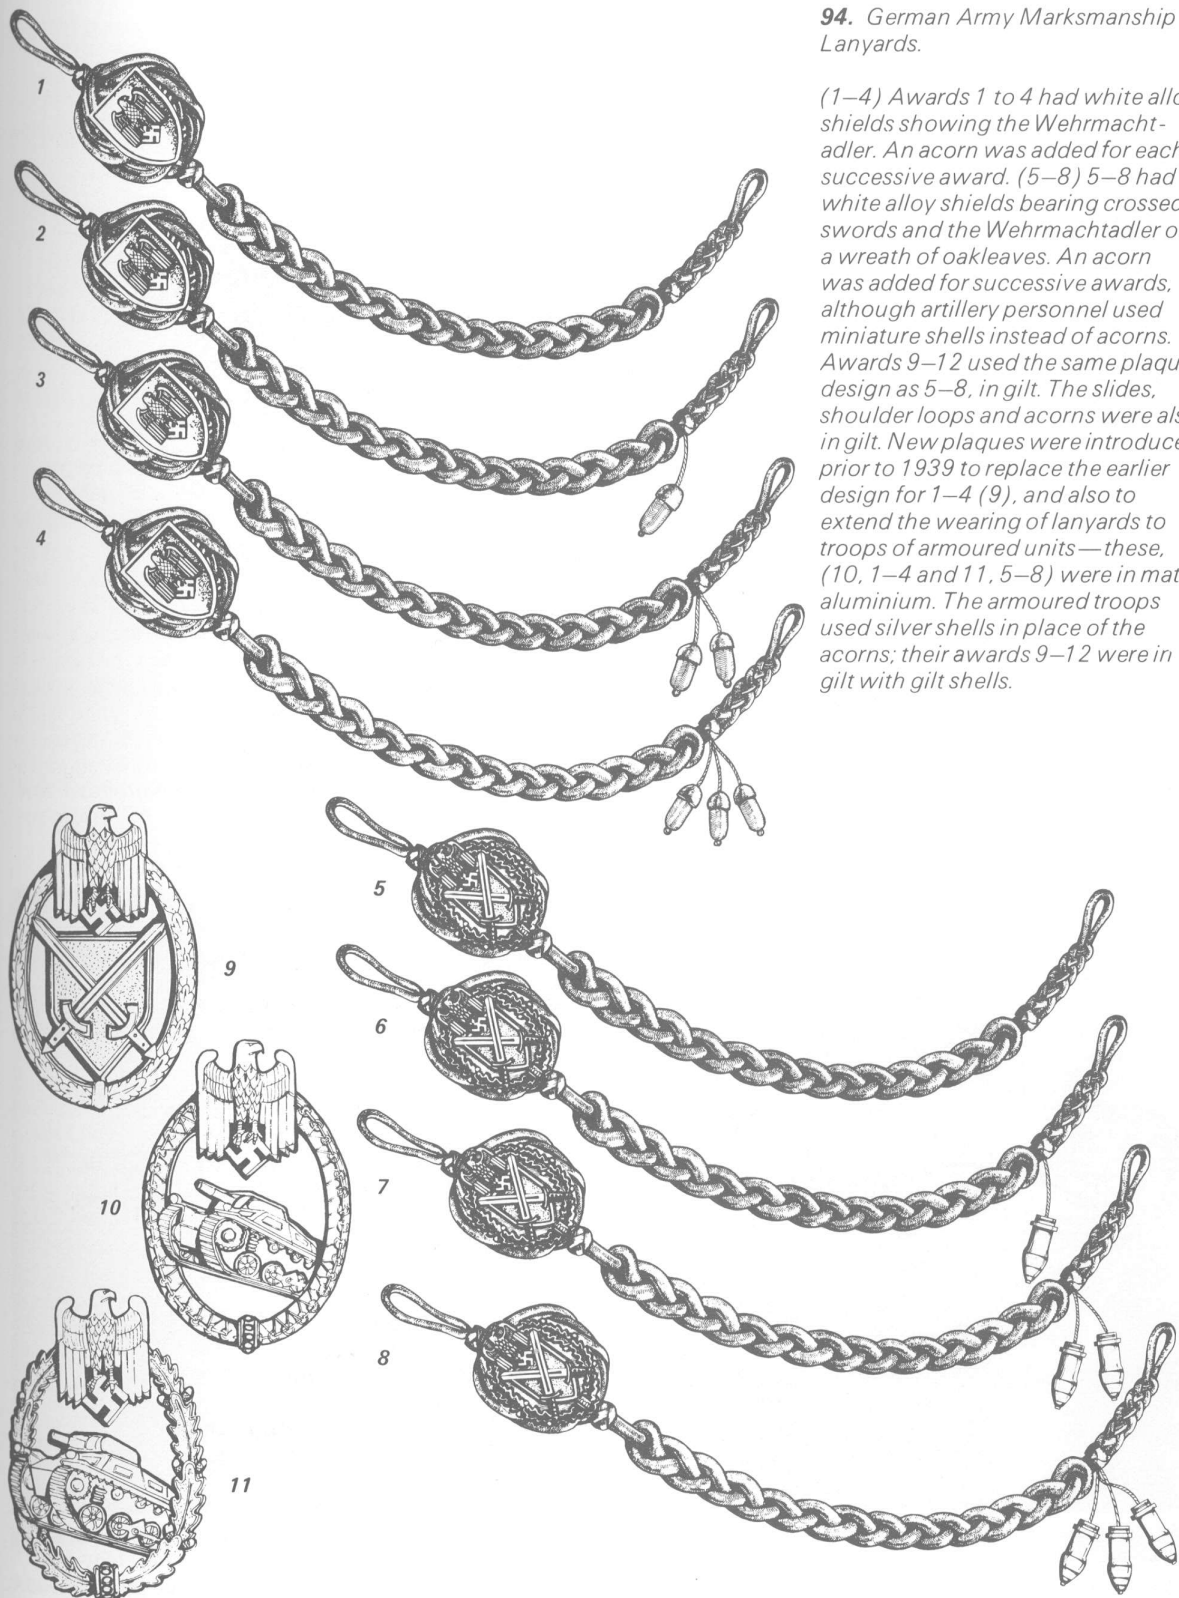 94. German Army Marksmanship
Lanyards.
(1–4) Awards 1 to 4 had white
shields showing the Wehrmacht-
adler. An acorn was added for each
successive award. (5–8) 5–8 had
white alloy shields bearing crossed
swords and the Wehrmachtadler
a wreath of oakleaves. An acorn
was added for successive awards,
although artillery personnel used
miniature shells instead of acorns.
Awards 9–12 used the same
design as 5–8, in gilt. The slides,
shoulder loops and acorns were
in gilt. New plaques were
prior to 1939 to replace the earlier
design for 1–4 (9), and also to
extend the wearing of lanyards to
troops of armoured units — these,
(10, 1–4 and 11, 5–8) were in
aluminium. The armoured troops
used silver shells in place of the
acorns; their awards 9–12 were in
gilt with gilt shells.
1
2
3
4
5
6
7
8
9
10
11